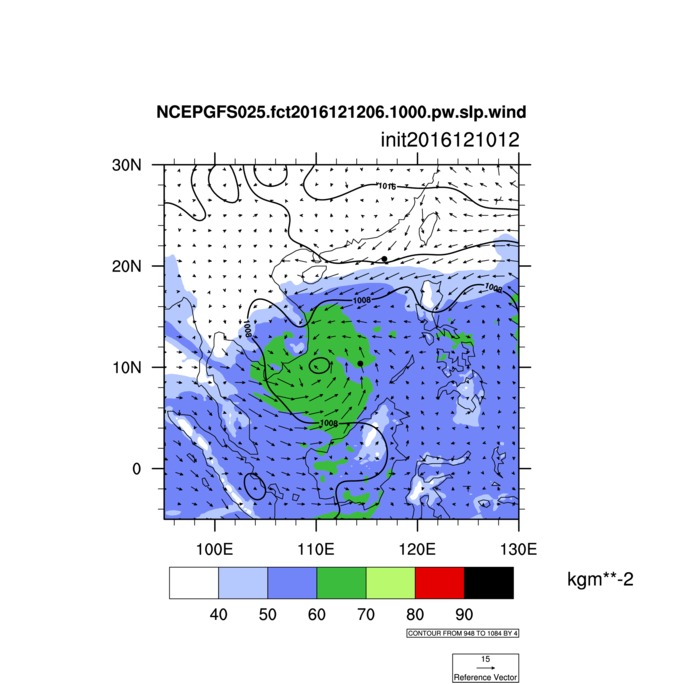 NCEPGFS025.fct2016121206.1000.pw.slp.wind
init2016121012
30N
1016
20N
1008
1008
1008
10N
1008
0
100E 110E 120E 130E
kgm**-2
40 50 60 70 80 90
CONTOUR FROM 948 TO 1084 BY 4
15
Reference Vector